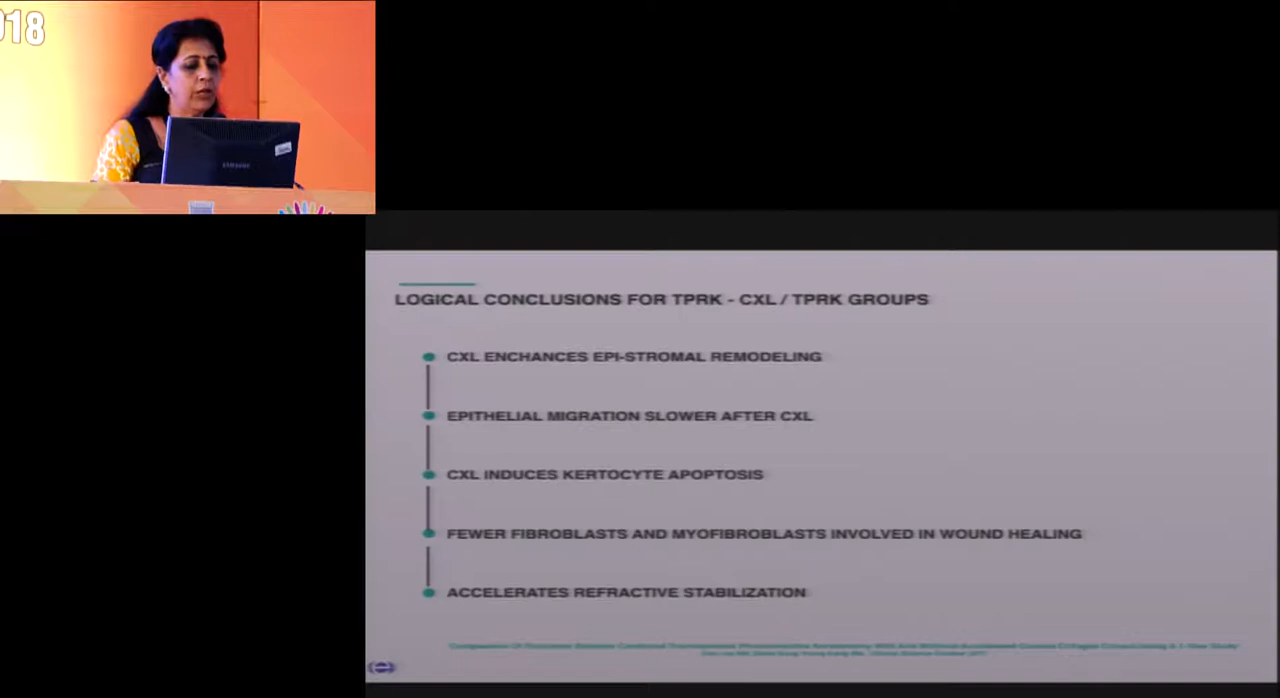 018
SAMSUNG
LOGICAL CONCLUSIONS FOR TPRK - CXL / TPRK GROUPS
CXL ENCHANCES EPI-STROMAL REMODELING
EPITHELIAL MIGRATION SLOWER AFTER CXL
CXL INDUCES KERTOCYTE APOPTOSIS
FEWER FIBROBLASTS AND MYOFIBROBLASTS INVOLVED IN WOUND HEALING
ACCELERATES REFRACTIVE STABILIZATION